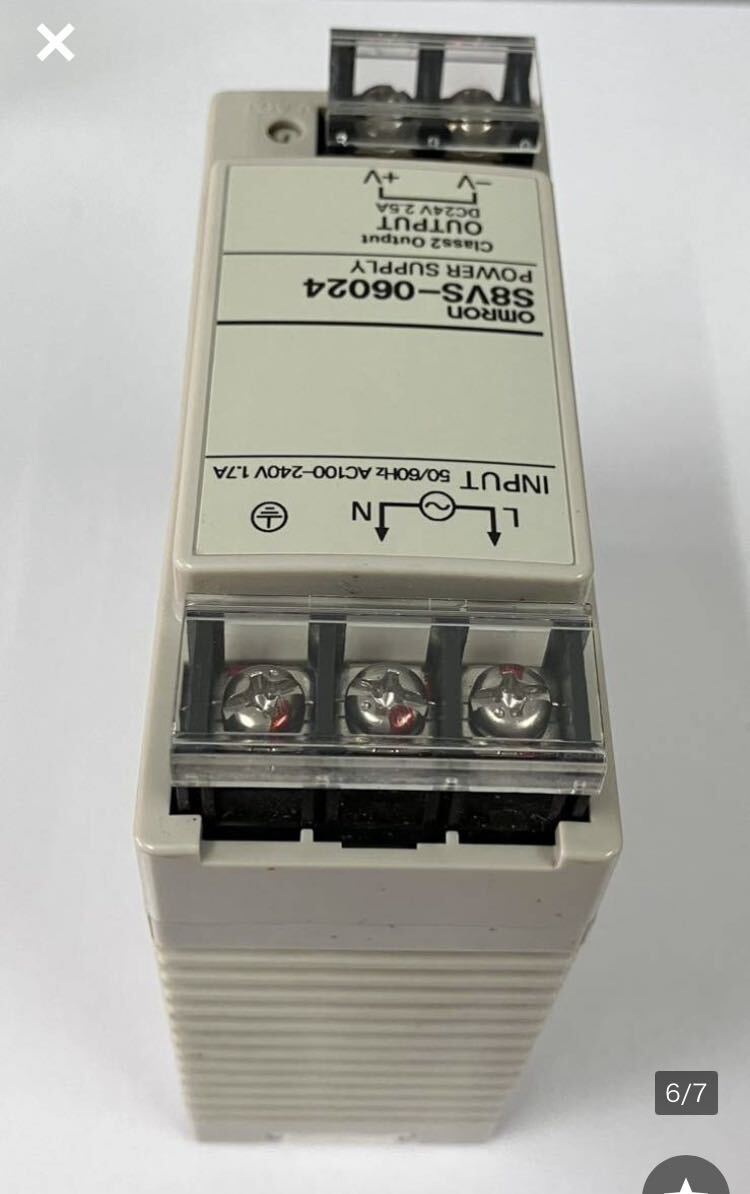 L N
INPUT 50/60Hz AC100-240V 1.7A
OMRON
S8VS-06024
POWER SUPPLY
Class2 Output
OUTPUT
DC24V 2.5A
-V +V
6/7